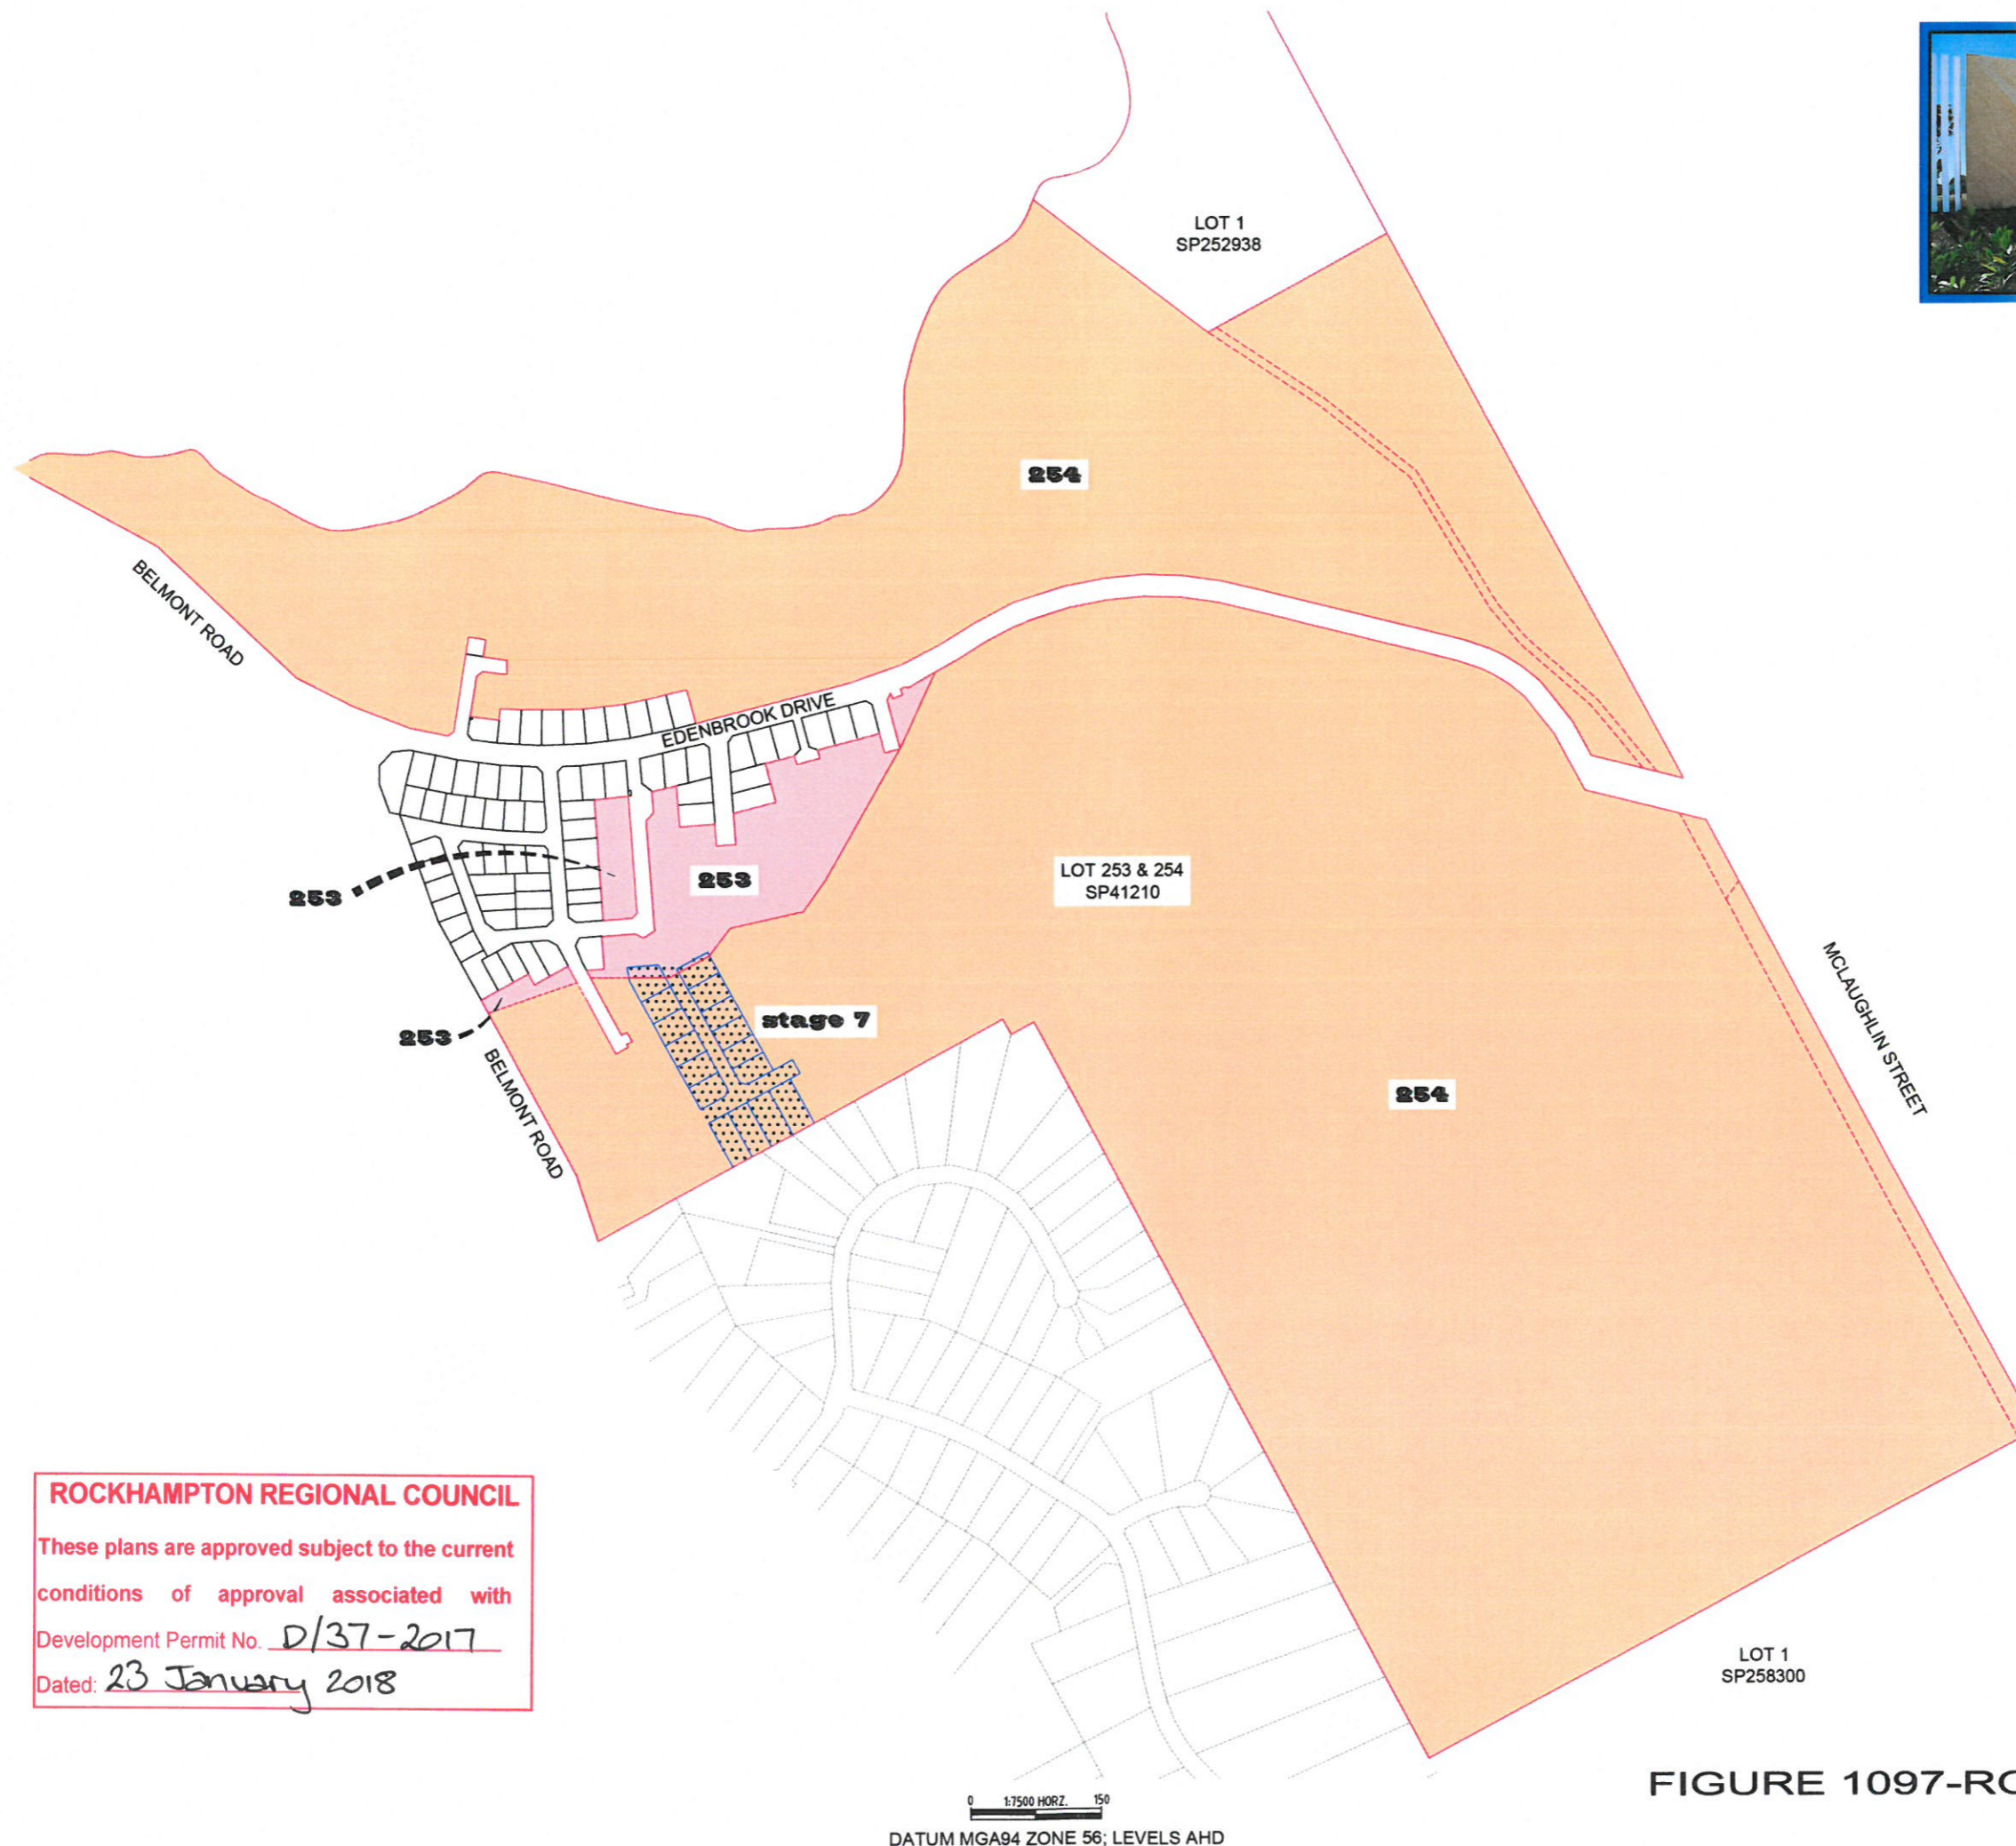 LOT 1
SP252938
254
BELMONT ROAD
EDENBROOK DRIVE
253
253
LOT 253 & 254
SP41210
MCLAUGHLIN STREET
253
stage 7
BELMONT ROAD
254
ROCKHAMPTON REGIONAL COUNCIL
These plans are approved subject to the current
conditions of approval associated with
Development Permit No. D/37-2017
Dated: 23 January 2018
LOT 1
SP258300
FIGURE 1097-RO
0 1:7500 HORZ. 150
DATUM MGA94 ZONE 56; LEVELS AHD